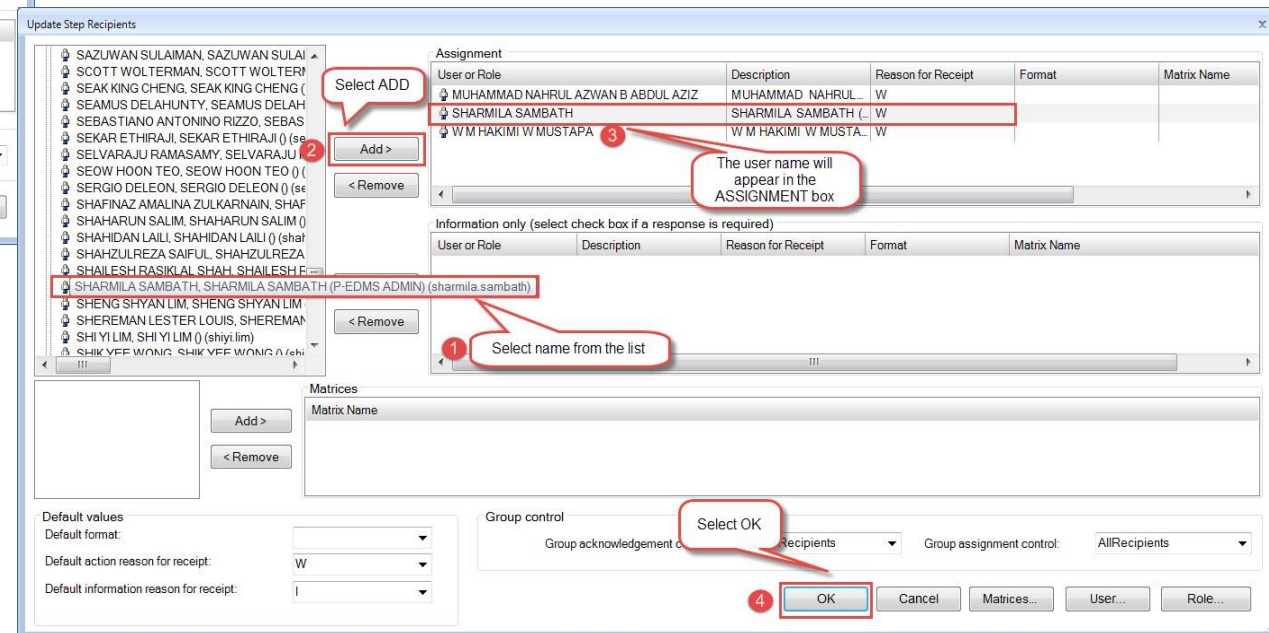 Update Step Recipients
x
SAZUWAN SULAIMAN, SAZUWAN SULAI
SCOTT WOLTERMAN, SCOTT WOLTERM
SEAK KING CHENG, SEAK KING CHENG (
SEAMUS DELAHUNTY, SEAMUS DELAH
SEBASTIANO ANTONINO RIZZO, SEBAS
SEKAR ETHIRAJI, SEKAR ETHIRAJI () (se
SELVARAJU RAMASAMY, SELVARAJU
SEOW HOON TEO, SEOW HOON TEO () (
SERGIO DELEON, SERGIO DELEON () (se
SHAFINAZ AMALINA ZULKARNAIN, SHAF
SHAHARUN SALIM, SHAHARUN SALIM ()
SHAHIDAN LAILI, SHAHIDAN LAILI () (shah
SHAHZULREZA SAIFUL, SHAHZULREZA
SHAILESH RASIKLAL SHAH, SHAILESH
SHARMILA SAMBATH, SHARMILA SAMBATH (P-EDMS ADMIN) (sharmila.sambath)
SHENG SHYAN LIM, SHENG SHYAN LIM
SHEREMAN LESTER LOUIS, SHEREMAN
SHI YI LIM, SHI YI LIM () (shiyi.lim)
SHIK YEE WONG, SHIK YEE WONG () (shi
1
Select name from the list
Select ADD
2
Add >
< Remove
< Remove
Assignment
User or Role Description Reason for Receipt Format Matrix Name
MUHAMMAD NAHRUL AZWAN B ABDUL AZIZ MUHAMMAD NAHRUL... W
SHARMILA SAMBATH SHARMILA SAMBATH (... W
W M HAKIMI W MUSTAPA W M HAKIMI W MUSTA... W
3
The user name will
appear in the
ASSIGNMENT box
Information only (select check box if a response is required)
User or Role Description Reason for Receipt Format Matrix Name
Add >
< Remove
Matrices
Matrix Name
Default values
Default format:
Default action reason for receipt: W
Default information reason for receipt: I
Group control
Group acknowledgement c Recipients
Group assignment control: AllRecipients
Select OK
4
OK Cancel Matrices... User... Role...